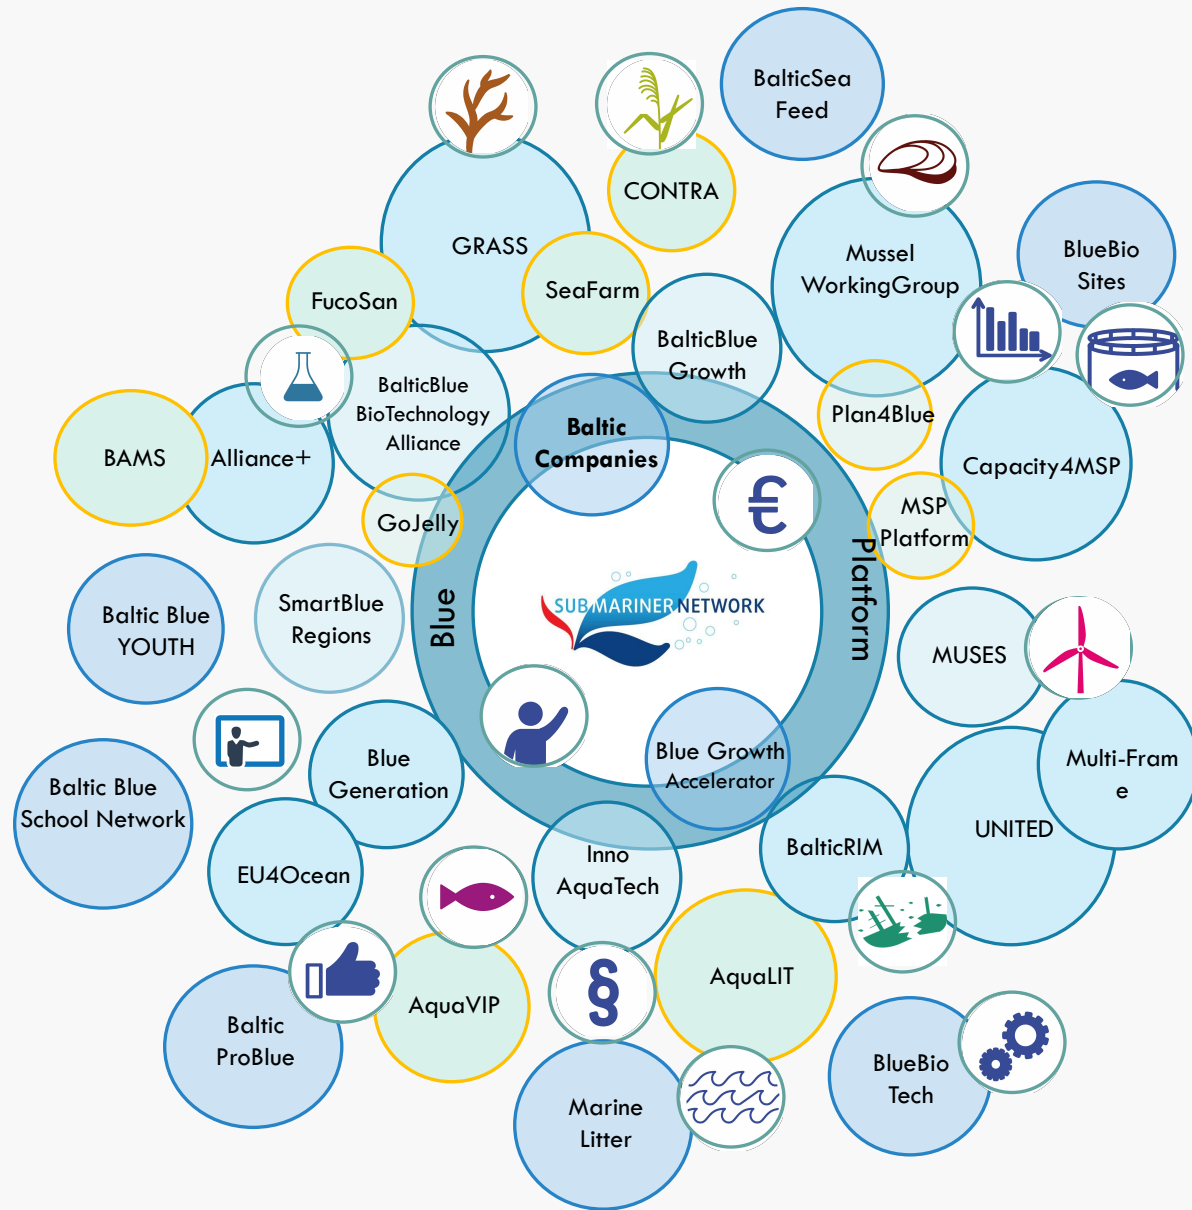 BalticSea
Feed
CONTRA
GRASS
Mussel
WorkingGroup
BlueBio
Sites
FucoSan
SeaFarm
BalticBlue
Growth
BalticBlue
BioTechnology
Alliance
Plan4Blue
Baltic
Companies
BAMS
Alliance+
Capacity4MSP
€
GoJelly
MSP
Platform
Blue
Platform
SUBMARINER NETWORK
SmartBlue
Regions
Baltic Blue
YOUTH
MUSES
Blue Growth
Accelerator
Multi-Fram
e
Blue
Generation
Baltic Blue
School Network
UNITED
BalticRIM
Inno
AquaTech
EU4Ocean
AquaLIT
§
AquaVIP
Baltic
ProBlue
BlueBio
Tech
Marine
Litter